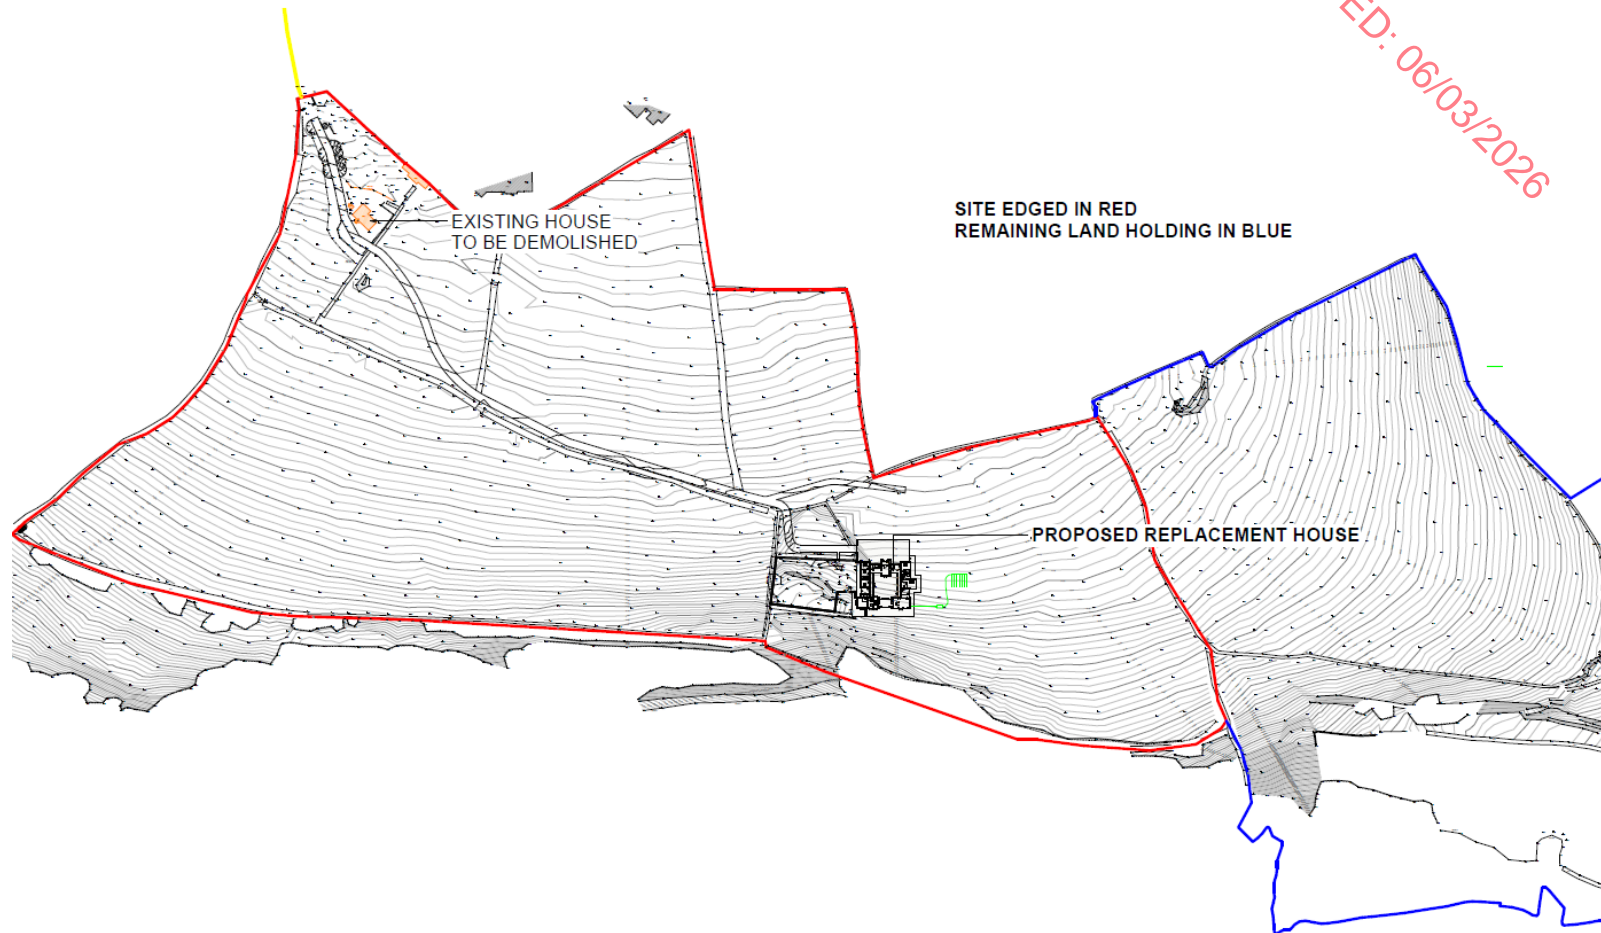 ED: 06/03/2026
SITE EDGED IN RED
REMAINING LAND HOLDING IN BLUE
EXISTING HOUSE
TO BE DEMOLISHED
PROPOSED REPLACEMENT HOUSE